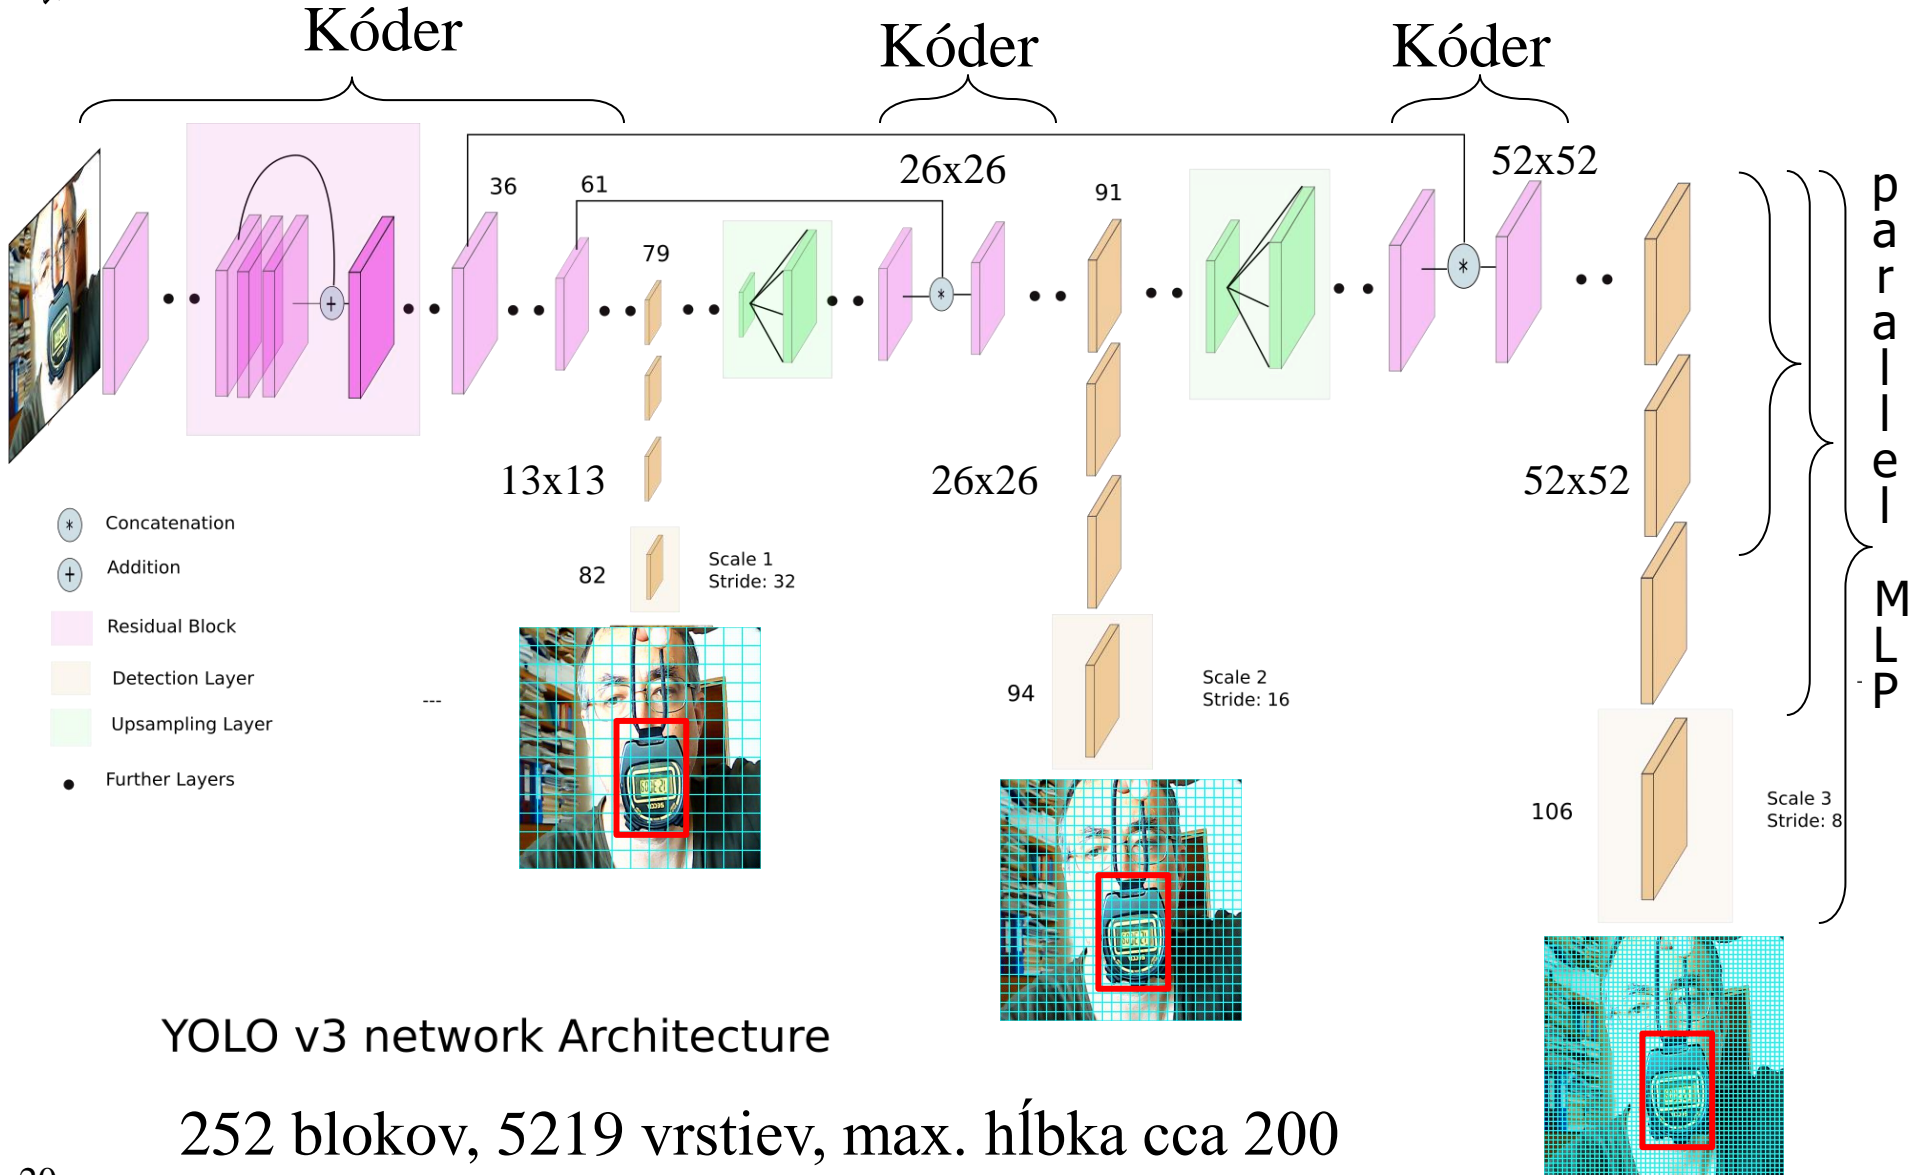 Kóder
Kóder
Kóder
36
61
26x26
91
52x52
79
13x13
26x26
52x52
parallel
MLP
* Concatenation
+ Addition
Residual Block
Detection Layer
Upsampling Layer
Further Layers
---
82
Scale 1
Stride: 32
94
Scale 2
Stride: 16
-
106
Scale 3
Stride: 8
YOLO v3 network Architecture
252 blokov, 5219 vrstiev, max. hĺbka cca 200